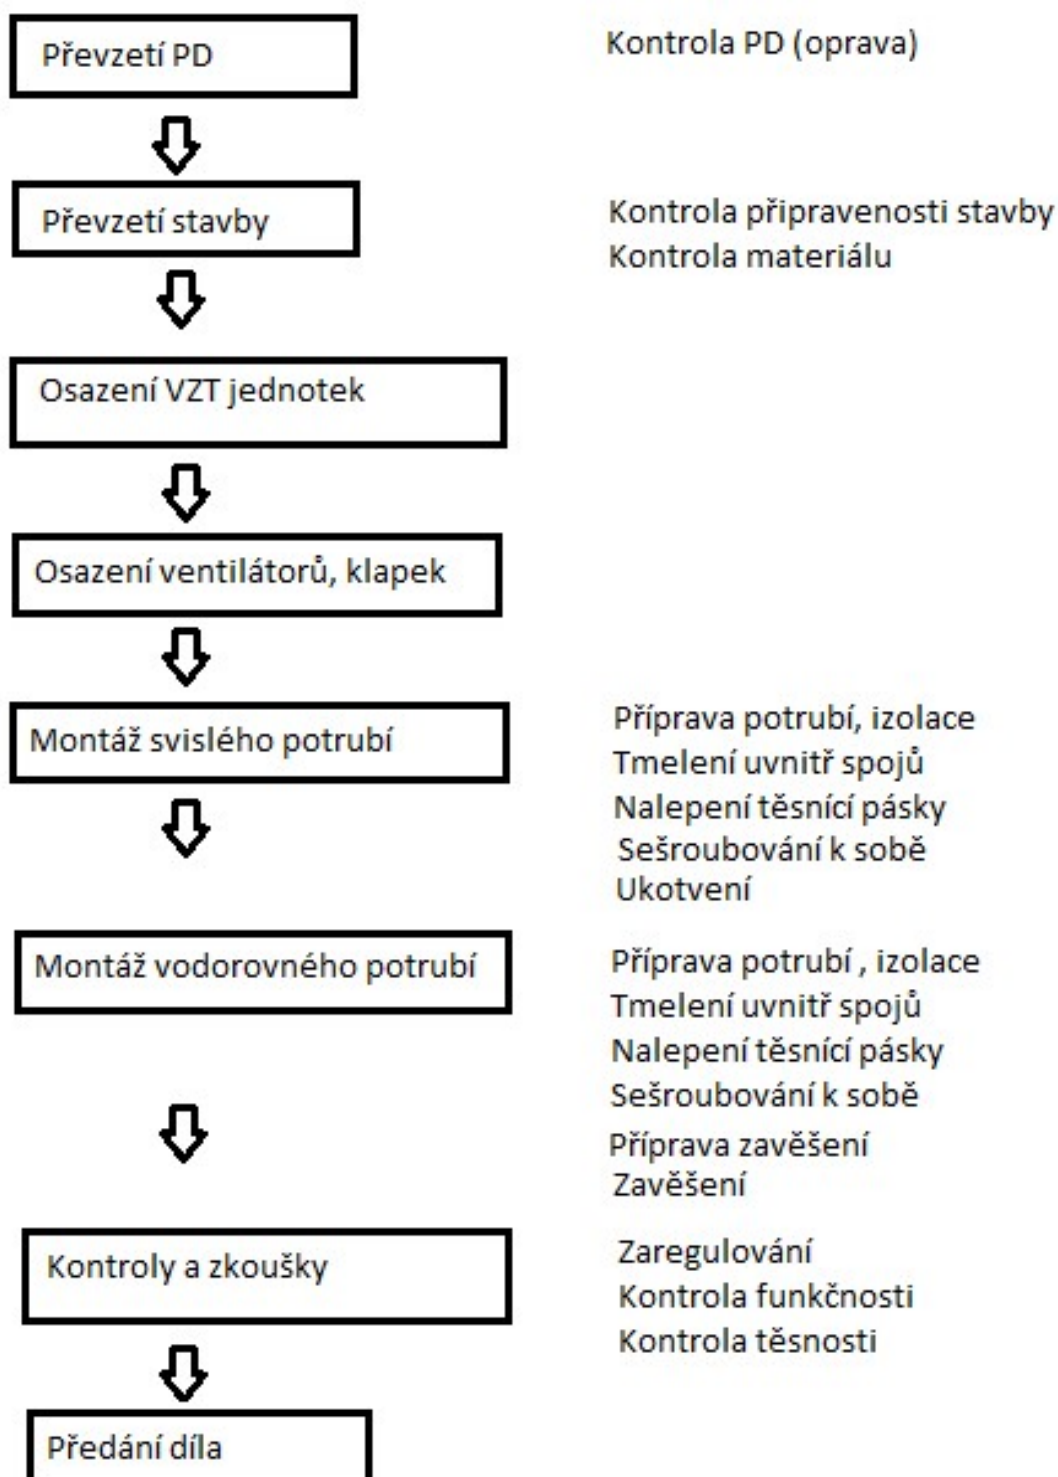 Převzetí PD
Kontrola PD (oprava)
Převzetí stavby
Kontrola připravenosti stavby
Kontrola materiálu
Osazení VZT jednotek
Osazení ventilátorů, klapek
Montáž svislého potrubí
Příprava potrubí, izolace
Tmelení uvnitř spojů
Nalepení těsnící pásky
Sešroubování k sobě
Ukotvení
Montáž vodorovného potrubí
Příprava potrubí , izolace
Tmelení uvnitř spojů
Nalepení těsnící pásky
Sešroubování k sobě
Příprava zavěšení
Zavěšení
Kontroly a zkoušky
Zaregulování
Kontrola funkčnosti
Kontrola těsnosti
Předání díla